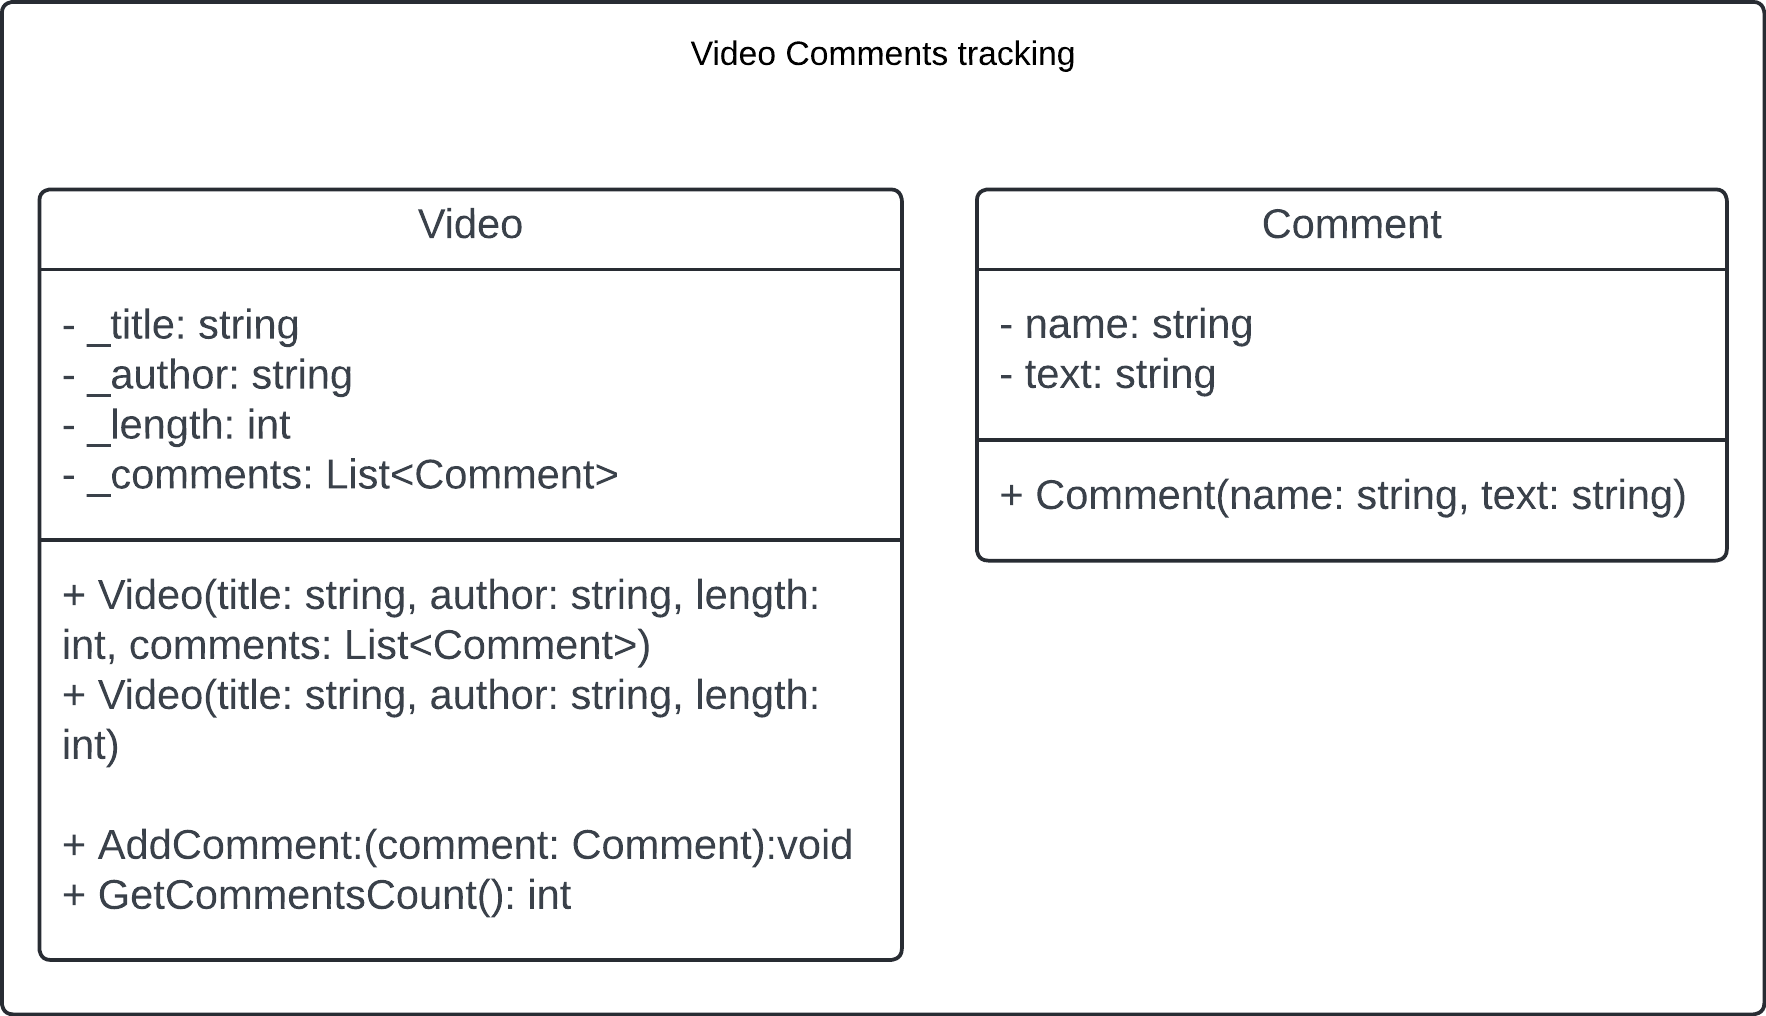 Video Comments tracking
Video
- _title: string
- _author: string
- _length: int
- _comments: List<Comment>
+ Video(title: string, author: string, length:
int, comments: List<Comment>)
+ Video(title: string, author: string, length:
int)
+ AddComment:(comment: Comment):void
+ GetCommentsCount(): int
Comment
- name: string
- text: string
+ Comment(name: string, text: string)